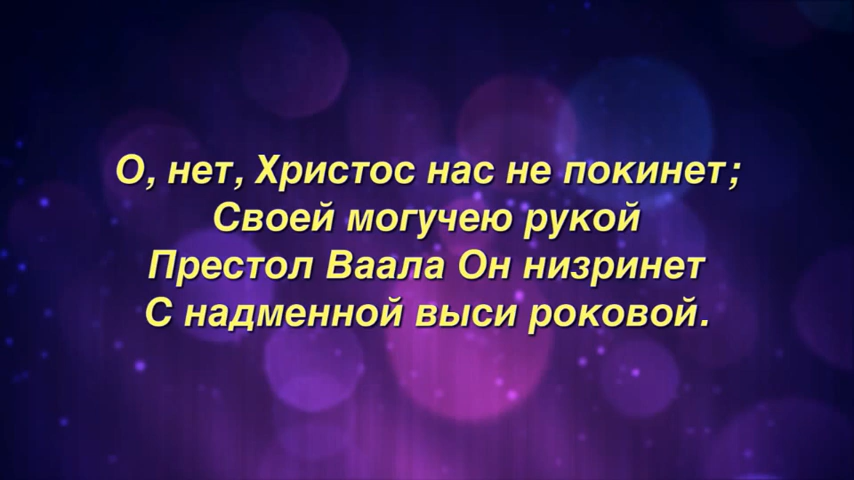 О, нет, Христос нас не покинет;
Своей могучею рукой
Престол Ваала Он низринет
С надменной выси роковой.